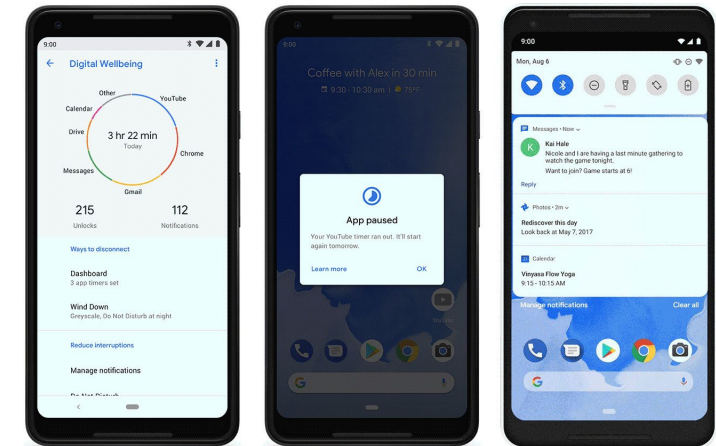 9:00
Digital Wellbeing
Other
YouTube
Calendar
Drive
3 hr 22 min
Today
Chrome
Messages
Gmail
215
112
Unlocks
Notifications
Ways to disconnect
Dashboard
3 app timers set
Wind Down
Greyscale, Do Not Disturb at night
Reduce interruptions
Manage notifications
Do Not Disturb
9:00
Coffee with Alex in 30 min
9:30 - 10:30 am | 75°F
App paused
Your YouTube timer ran out. It'll start
again tomorrow.
Learn more
OK
YouTube
G
9:00
Mon, Aug 6
Messages • Now
K
Kai Hale
Nicole and I are having a last minute gathering to
watch the game tonight.
Want to join? Game starts at 6!
Reply
Photos • 2m
Rediscover this day
Look back at May 7, 2017
31
Calendar
Vinyasa Flow Yoga
9:15 - 10:15 AM
Manage notifications
Clear all
G